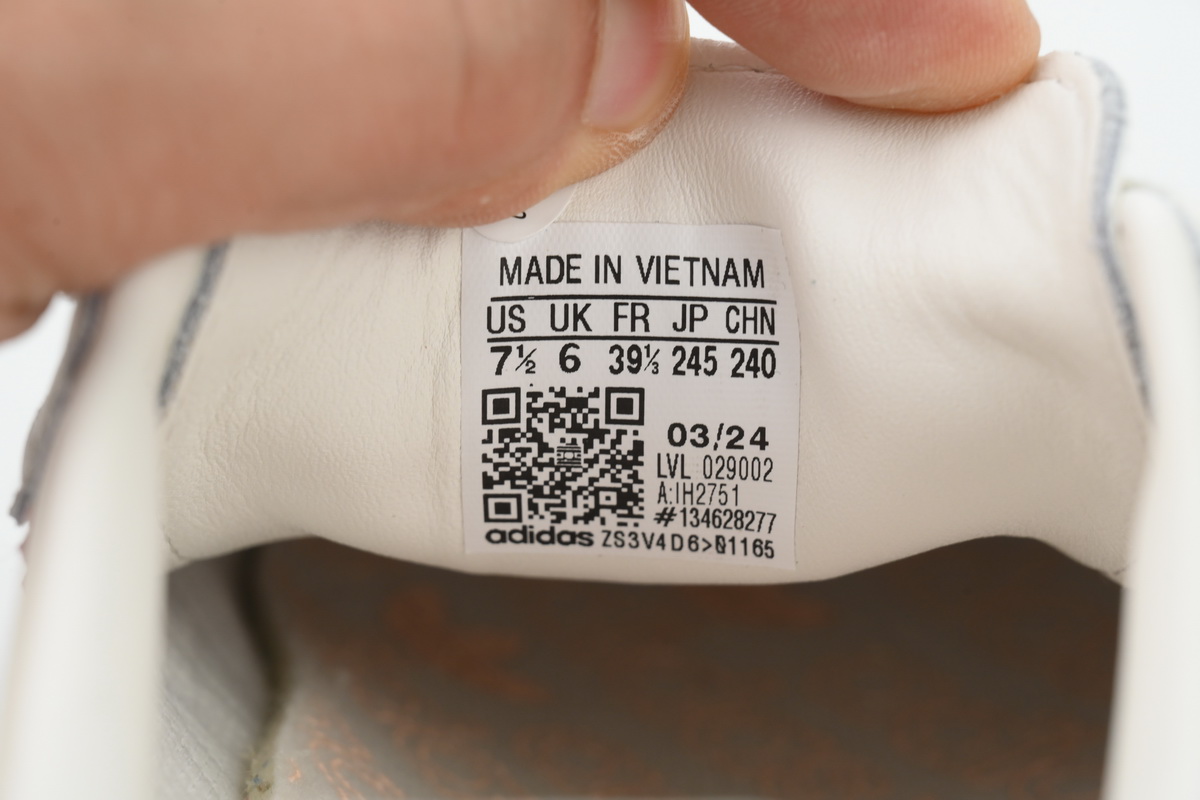 MADE IN VIETNAM
US UK FR JP CHN
7½ 6 39⅓ 245 240
03/24
LVL 029002
A:IH2751
#134628277
adidas ZS3V4D6>01165